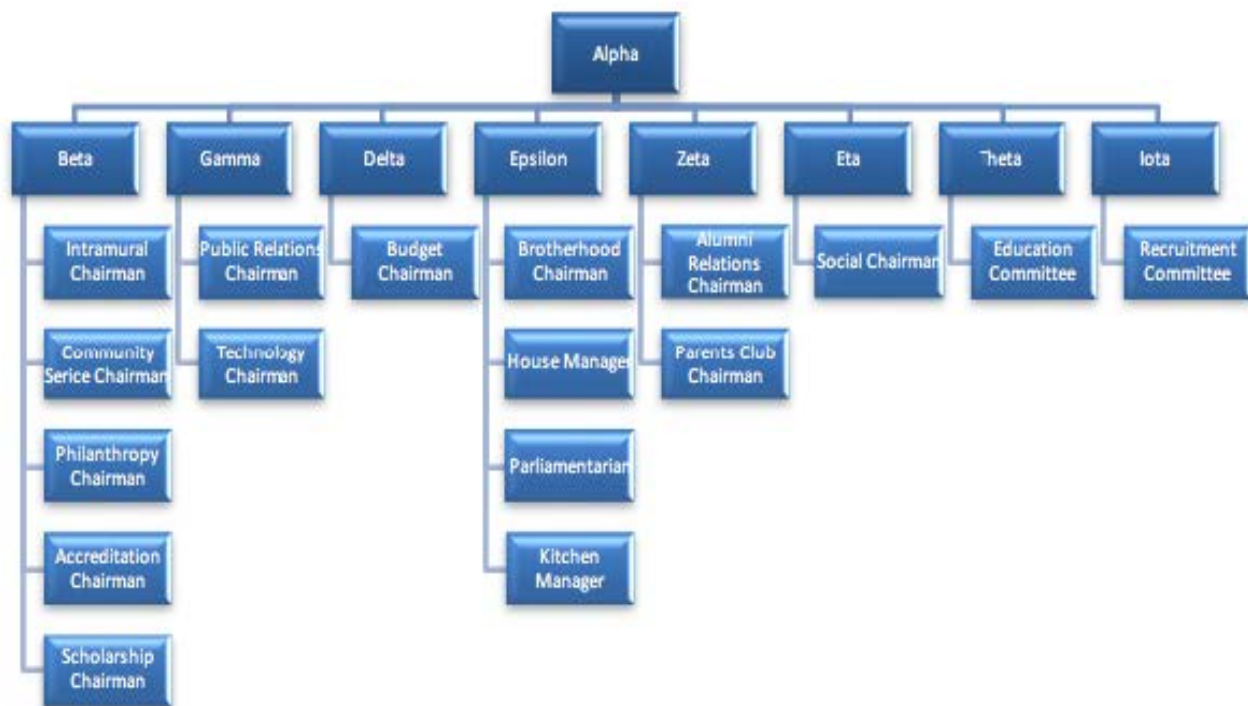 Alpha
Beta
Gamma
Delta
Epsilon
Zeta
Eta
Theta
Iota
Intramural
Chairman
Public Relations
Chairman
Budget
Chairman
Brotherhood
Chairman
Alumni
Relations
Chairman
Social Chairman
Education
Committee
Recruitment
Committee
Community
Serice Chairman
Technology
Chairman
House Manager
Parents Club
Chairman
Philanthropy
Chairman
Parliamentarian
Accreditation
Chairman
Kitchen
Manager
Scholarship
Chairman